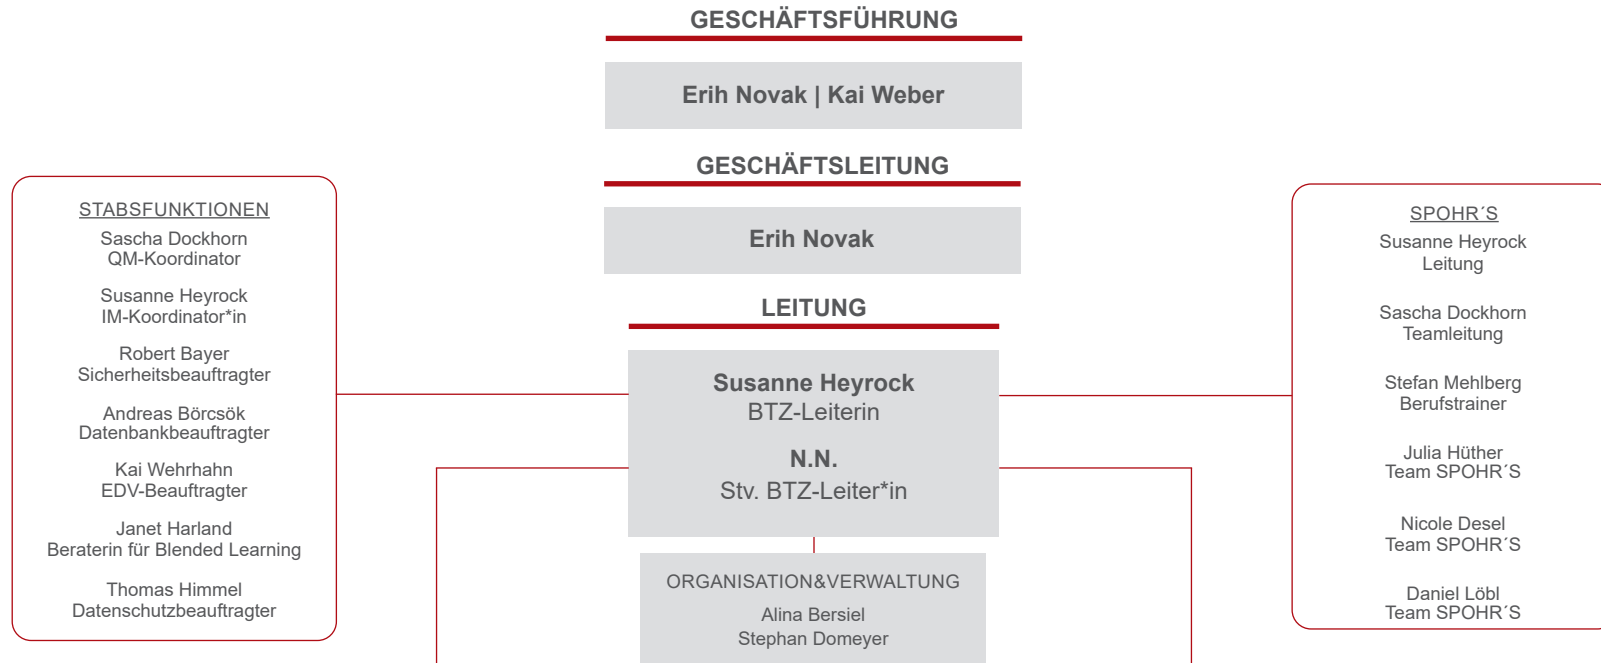 GESCHÄFTSFÜHRUNG
Erih Novak | Kai Weber
GESCHÄFTSLEITUNG
Erih Novak
LEITUNG
Susanne Heyrock
BTZ-Leiterin
N.N.
Stv. BTZ-Leiter*in
ORGANISATION&VERWALTUNG
Alina Bersiel
Stephan Domeyer
STABSFUNKTIONEN
Sascha Dockhorn
QM-Koordinator
Susanne Heyrock
IM-Koordinator*in
Robert Bayer
Sicherheitsbeauftragter
Andreas Börcsök
Datenbankbeauftragter
Kai Wehrhahn
EDV-Beauftragter
Janet Harland
Beraterin für Blended Learning
Thomas Himmel
Datenschutzbeauftragter
SPOHR´S
Susanne Heyrock
Leitung
Sascha Dockhorn
Teamleitung
Stefan Mehlberg
Berufstrainer
Julia Hüther
Team SPOHR´S
Nicole Desel
Team SPOHR´S
Daniel Löbl
Team SPOHR´S